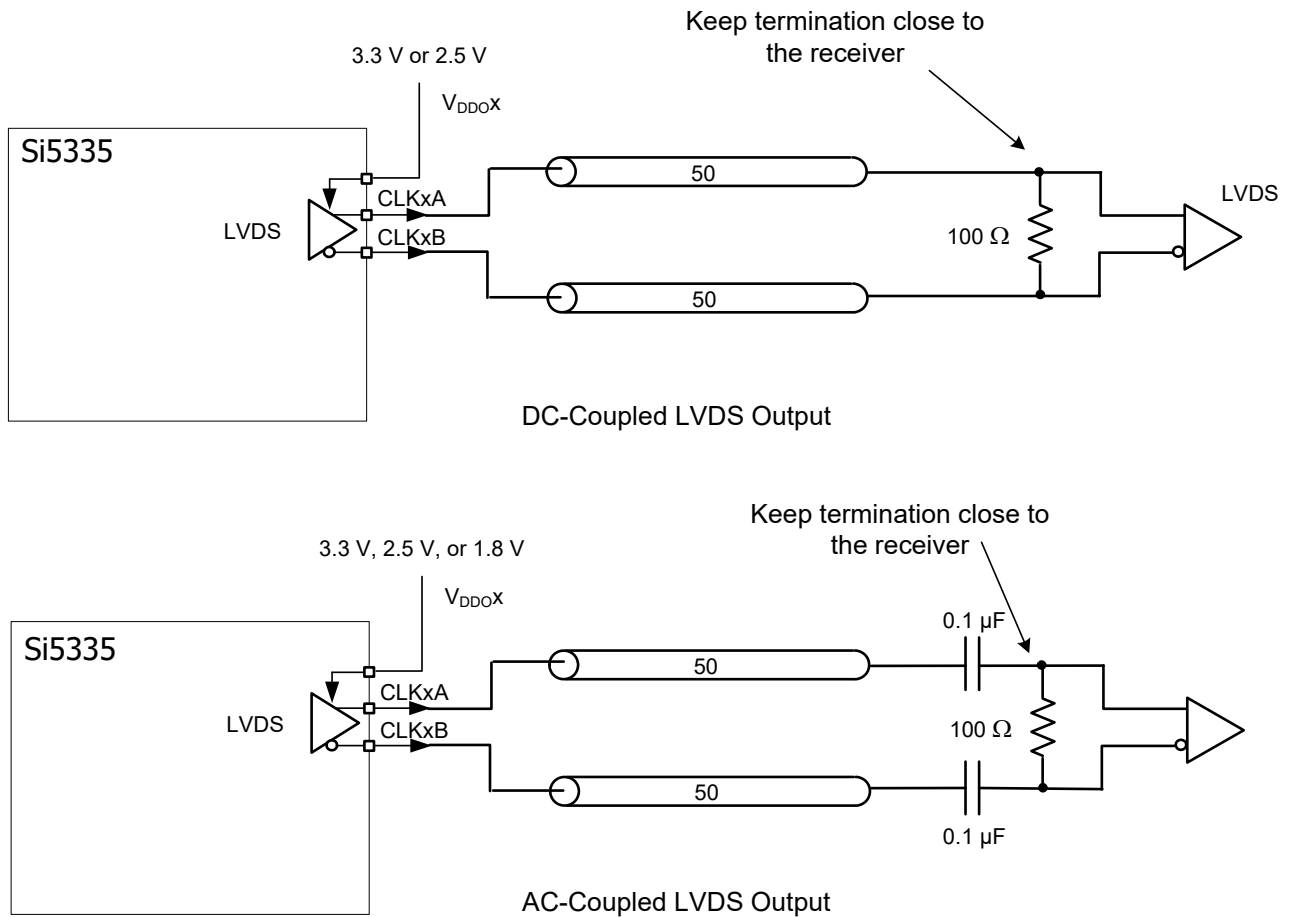 Keep termination close to
the receiver
3.3 V or 2.5 V
VDDOx
Si5335
CLKxA
LVDS
CLKxB
50
50
100 Ω
LVDS
DC-Coupled LVDS Output
Keep termination close to
the receiver
3.3 V, 2.5 V, or 1.8 V
VDDOx
Si5335
CLKxA
LVDS
CLKxB
50
50
0.1 µF
100 Ω
0.1 µF
AC-Coupled LVDS Output